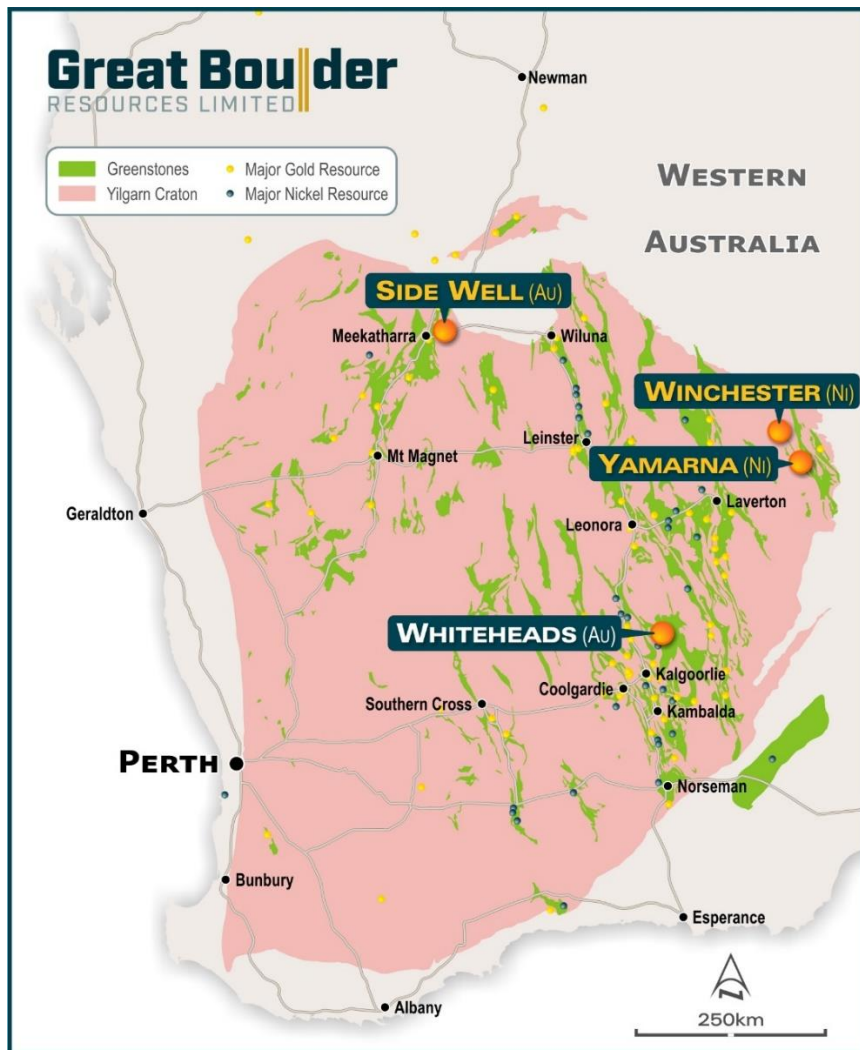 Great Boulder
RESOURCES LIMITED
Greenstones
Major Gold Resource
Yilgarn Craton
Major Nickel Resource
Newman
WESTERN
AUSTRALIA
SIDE WELL (AU)
Meekatharra
Wiluna
WINCHESTER (NI)
Leinster
Mt Magnet
YAMARNA (NI)
Geraldton
Laverton
Leonora
WHITEHEADS (AU)
Kalgoorlie
Coolgardie
Southern Cross
Kambalda
PERTH
Norseman
Bunbury
Esperance
Albany
N
250km